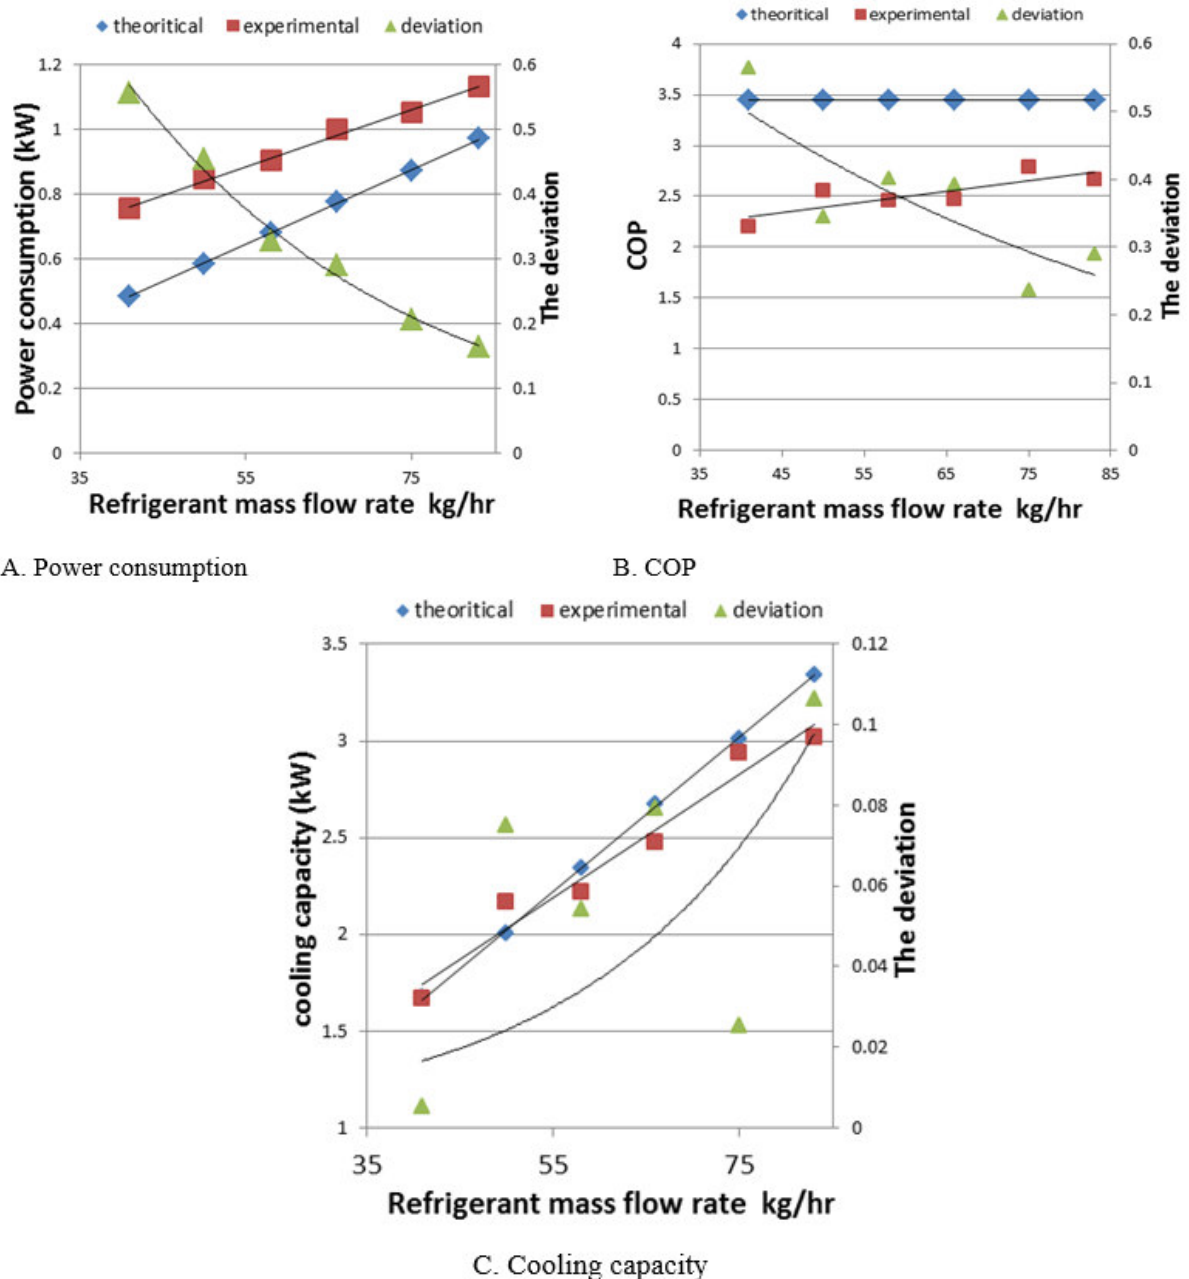 theoritical experimental deviation
1.2
1
0.8
0.6
0.4
0.2
0
Power consumption (kW)
0.6
0.5
0.4
0.3
0.2
0.1
0
The deviation
35 55 75
Refrigerant mass flow rate kg/hr
A. Power consumption
theoritical experimental deviation
4
3.5
3
2.5
2
1.5
1
0.5
0
COP
0.6
0.5
0.4
0.3
0.2
0.1
0
The deviation
35 45 55 65 75 85
Refrigerant mass flow rate kg/hr
B. COP
theoritical experimental deviation
3.5
3
2.5
2
1.5
1
cooling capacity (kW)
0.12
0.1
0.08
0.06
0.04
0.02
0
The deviation
35 55 75
Refrigerant mass flow rate kg/hr
C. Cooling capacity